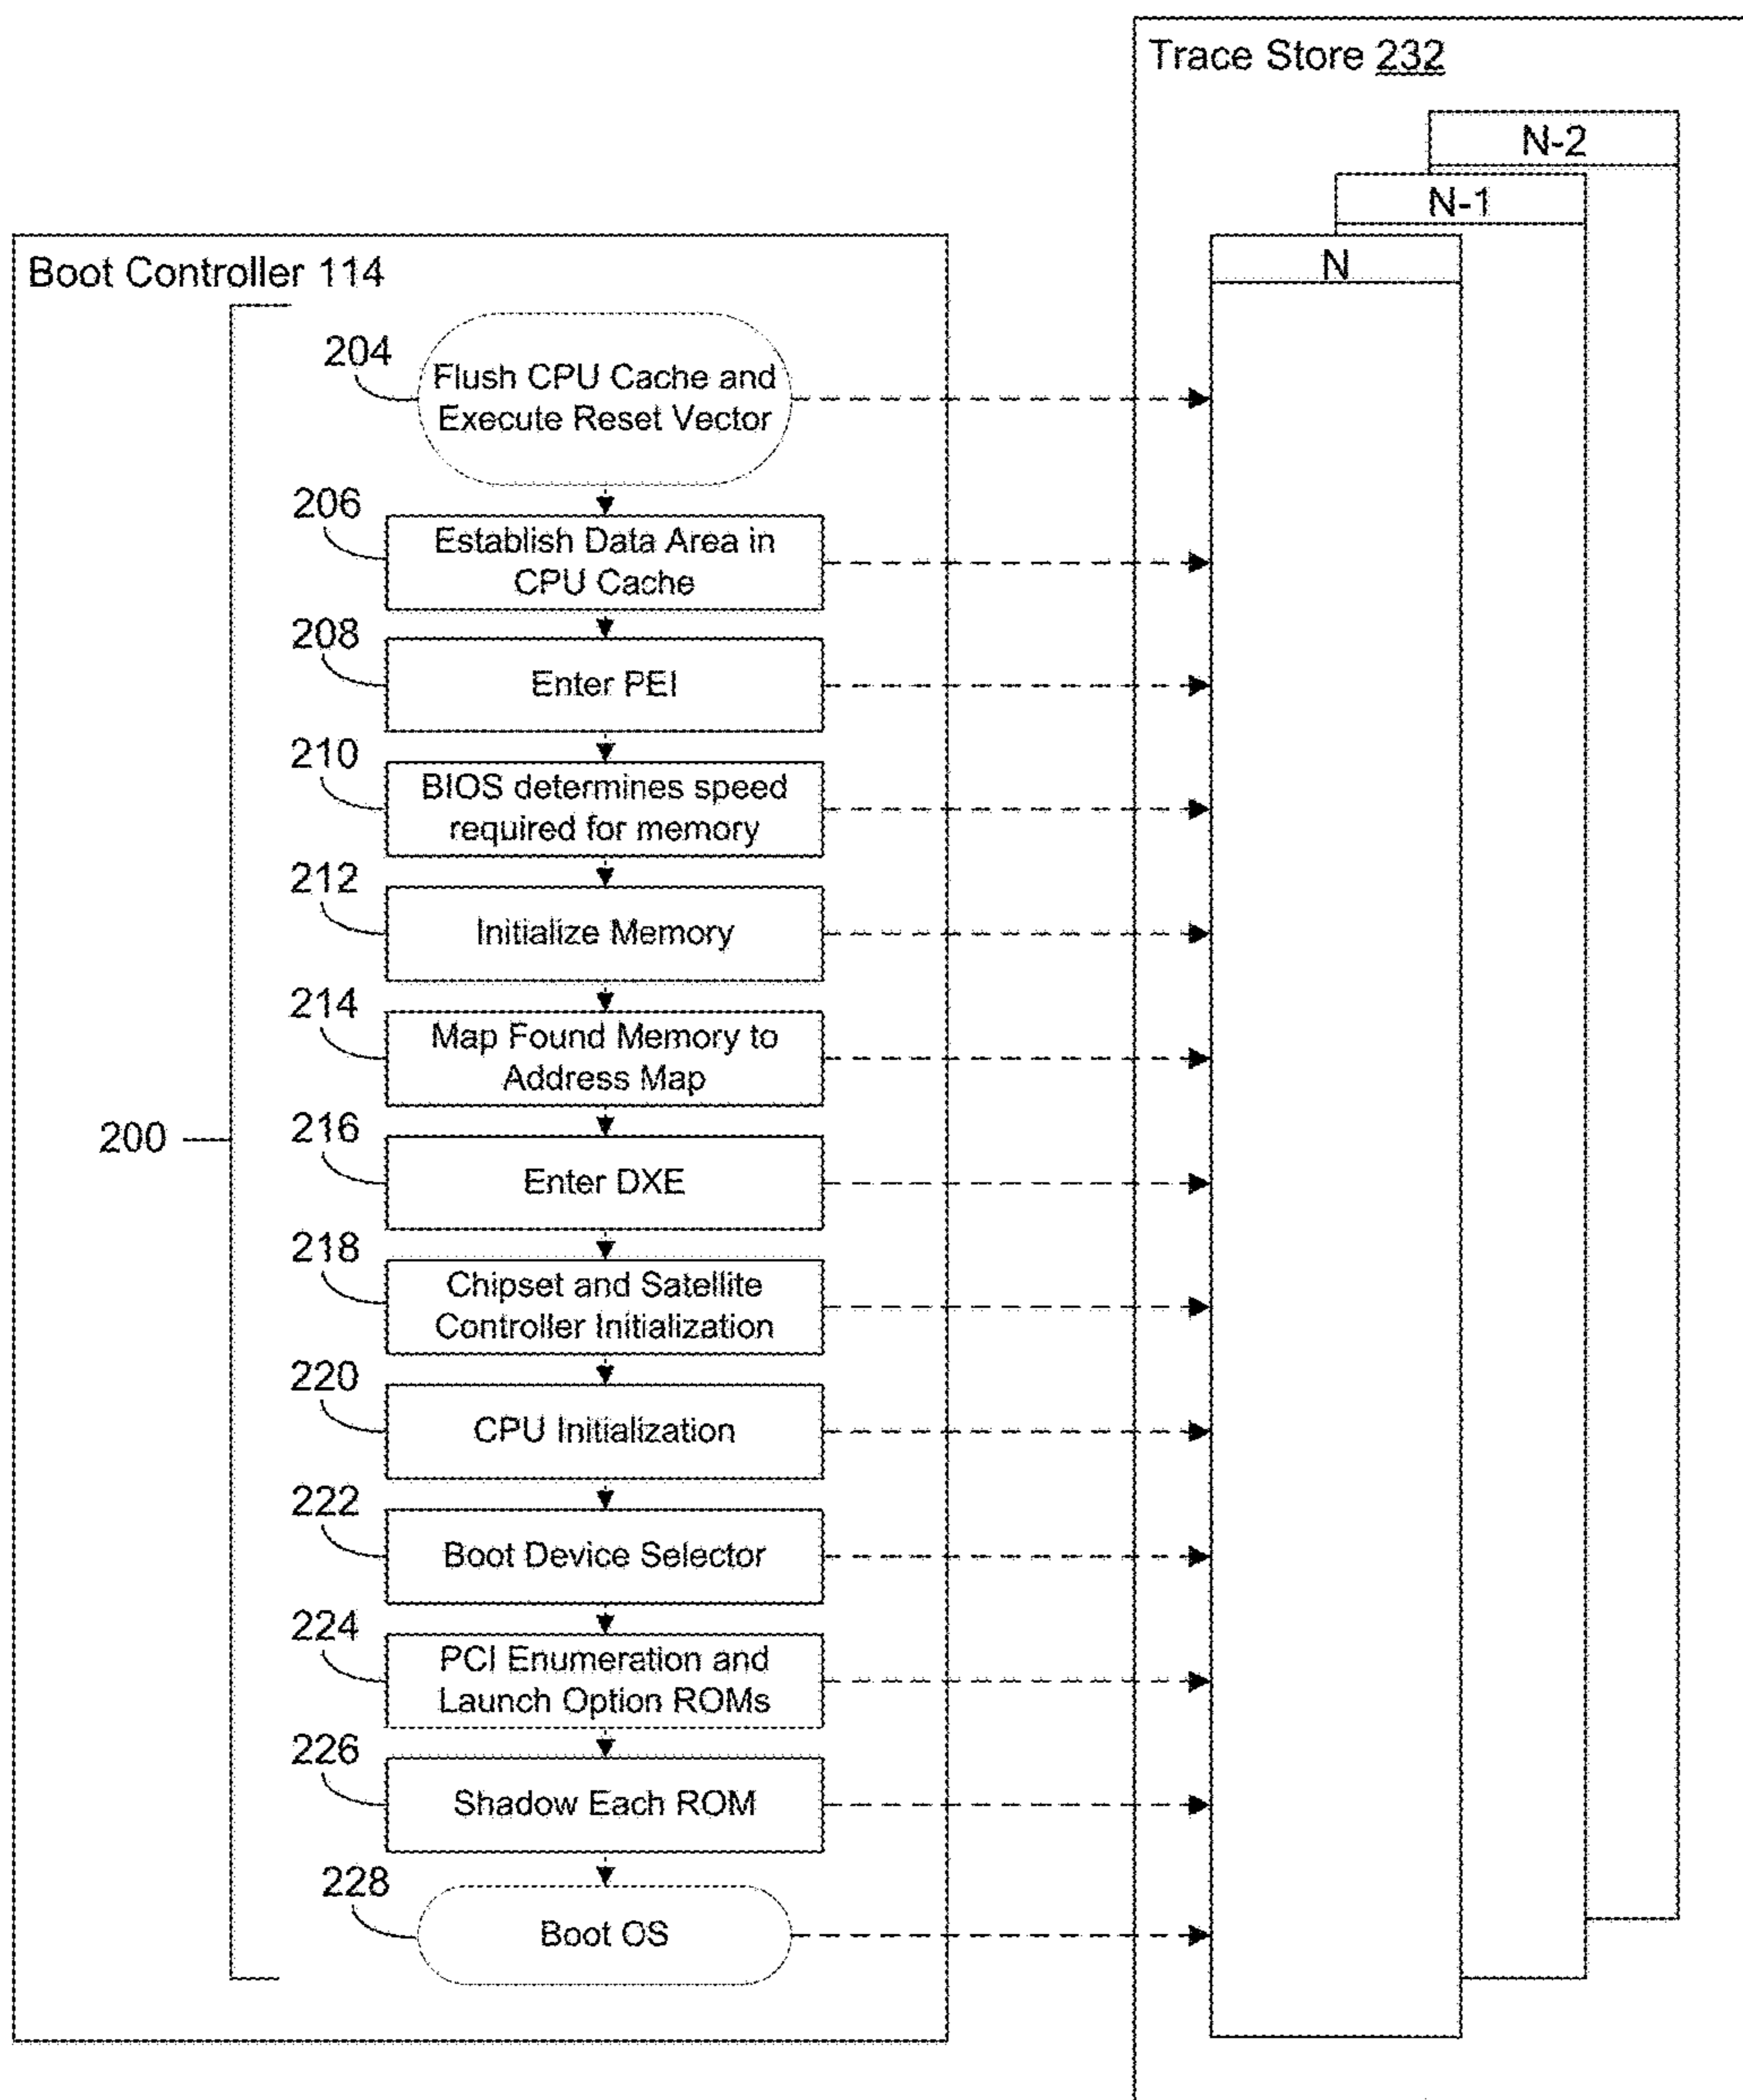 Trace Store 232
N-2
N-1
N
Boot Controller 114
204
Flush CPU Cache and
Execute Reset Vector
206
Establish Data Area in
CPU Cache
208
Enter PEI
210
BIOS determines speed
required for memory
212
Initialize Memory
214
Map Found Memory to
Address Map
200
216
Enter DXE
218
Chipset and Satellite
Controller Initialization
220
CPU Initialization
222
Boot Device Selector
224
PCI Enumeration and
Launch Option ROMs
226
Shadow Each ROM
228
Boot OS